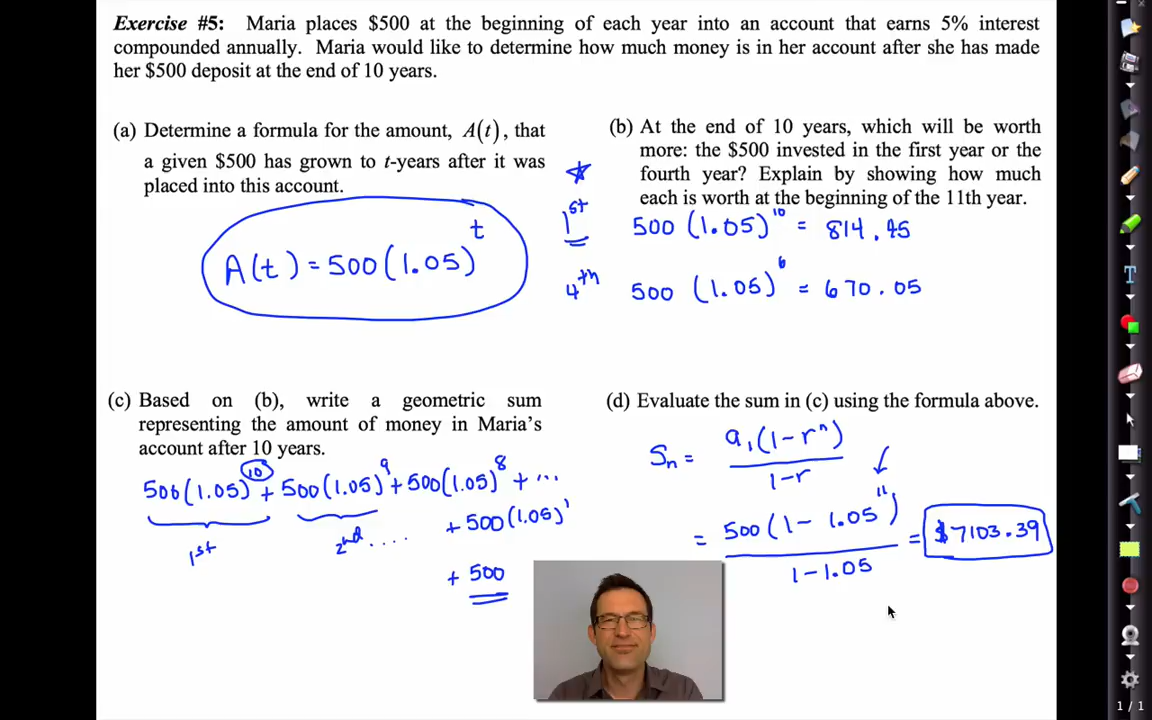 Exercise #5: Maria places $500 at the beginning of each year into an account that earns 5% interest
compounded annually. Maria would like to determine how much money is in her account after she has made
her $500 deposit at the end of 10 years.
(a) Determine a formula for the amount, A(t), that
a given $500 has grown to t-years after it was
placed into this account.
A(t) = 500(1.05)^t
(b) At the end of 10 years, which will be worth
more: the $500 invested in the first year or the
fourth year? Explain by showing how much
each is worth at the beginning of the 11th year.
1st 500 (1.05)^10 = 814.45
4th 500 (1.05)^6 = 670.05
(c) Based on (b), write a geometric sum
representing the amount of money in Maria's
account after 10 years.
500(1.05)^10 + 500(1.05)^9 + 500(1.05)^8 + ...
+ 500(1.05)^1
1st 2nd ....
+ 500
(d) Evaluate the sum in (c) using the formula above.
Sn = a1(1-r^n) / 1-r
= 500(1 - 1.05^11) / 1-1.05 = $7103.39
T
1 / 1